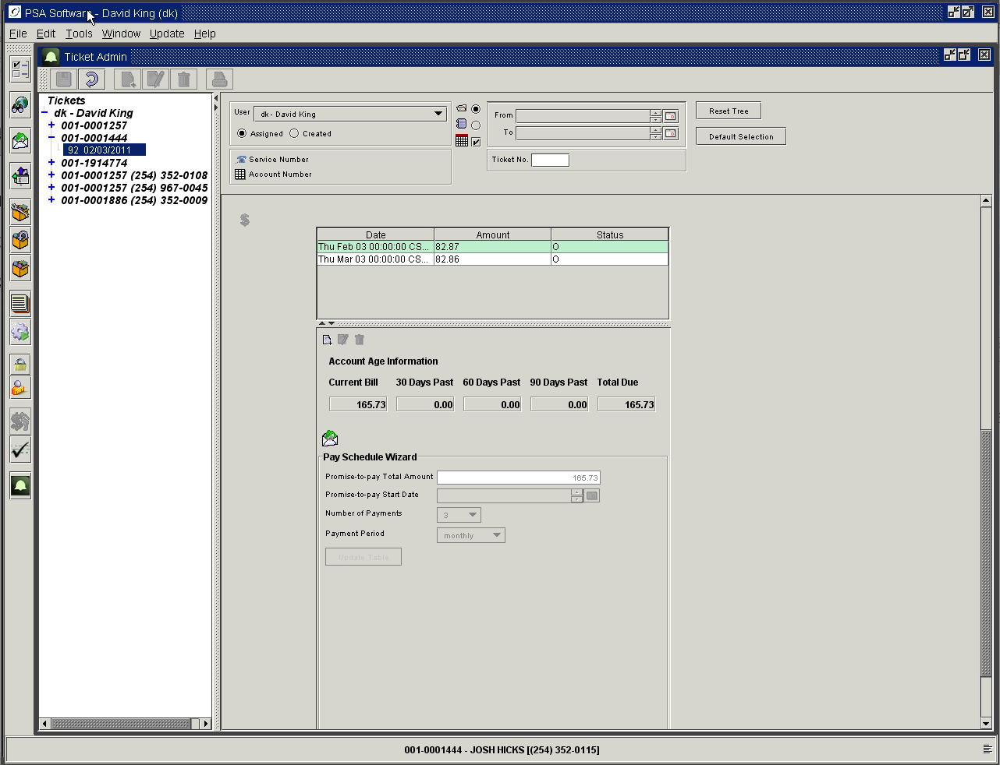 PSA Software - David King (dk)
File Edit Tools Window Update Help
Ticket Admin
Tickets
dk - David King
001-0001257
001-0001444
92 02/03/2011
001-1914774
001-0001257 (254) 352-0108
001-0001257 (254) 967-0045
001-0001886 (254) 352-0009
User dk - David King
Assigned Created
Service Number
Account Number
From
To
Ticket No.
Reset Tree
Default Selection
Date Amount Status
Thu Feb 03 00:00:00 CS... 82.87 O
Thu Mar 03 00:00:00 CS... 82.86 O
Account Age Information
Current Bill 30 Days Past 60 Days Past 90 Days Past Total Due
165.73 0.00 0.00 0.00 165.73
Pay Schedule Wizard
Promise-to-pay Total Amount 165.73
Promise-to-pay Start Date
Number of Payments 3
Payment Period monthly
Update Table
001-0001444 - JOSH HICKS [(254) 352-0115]